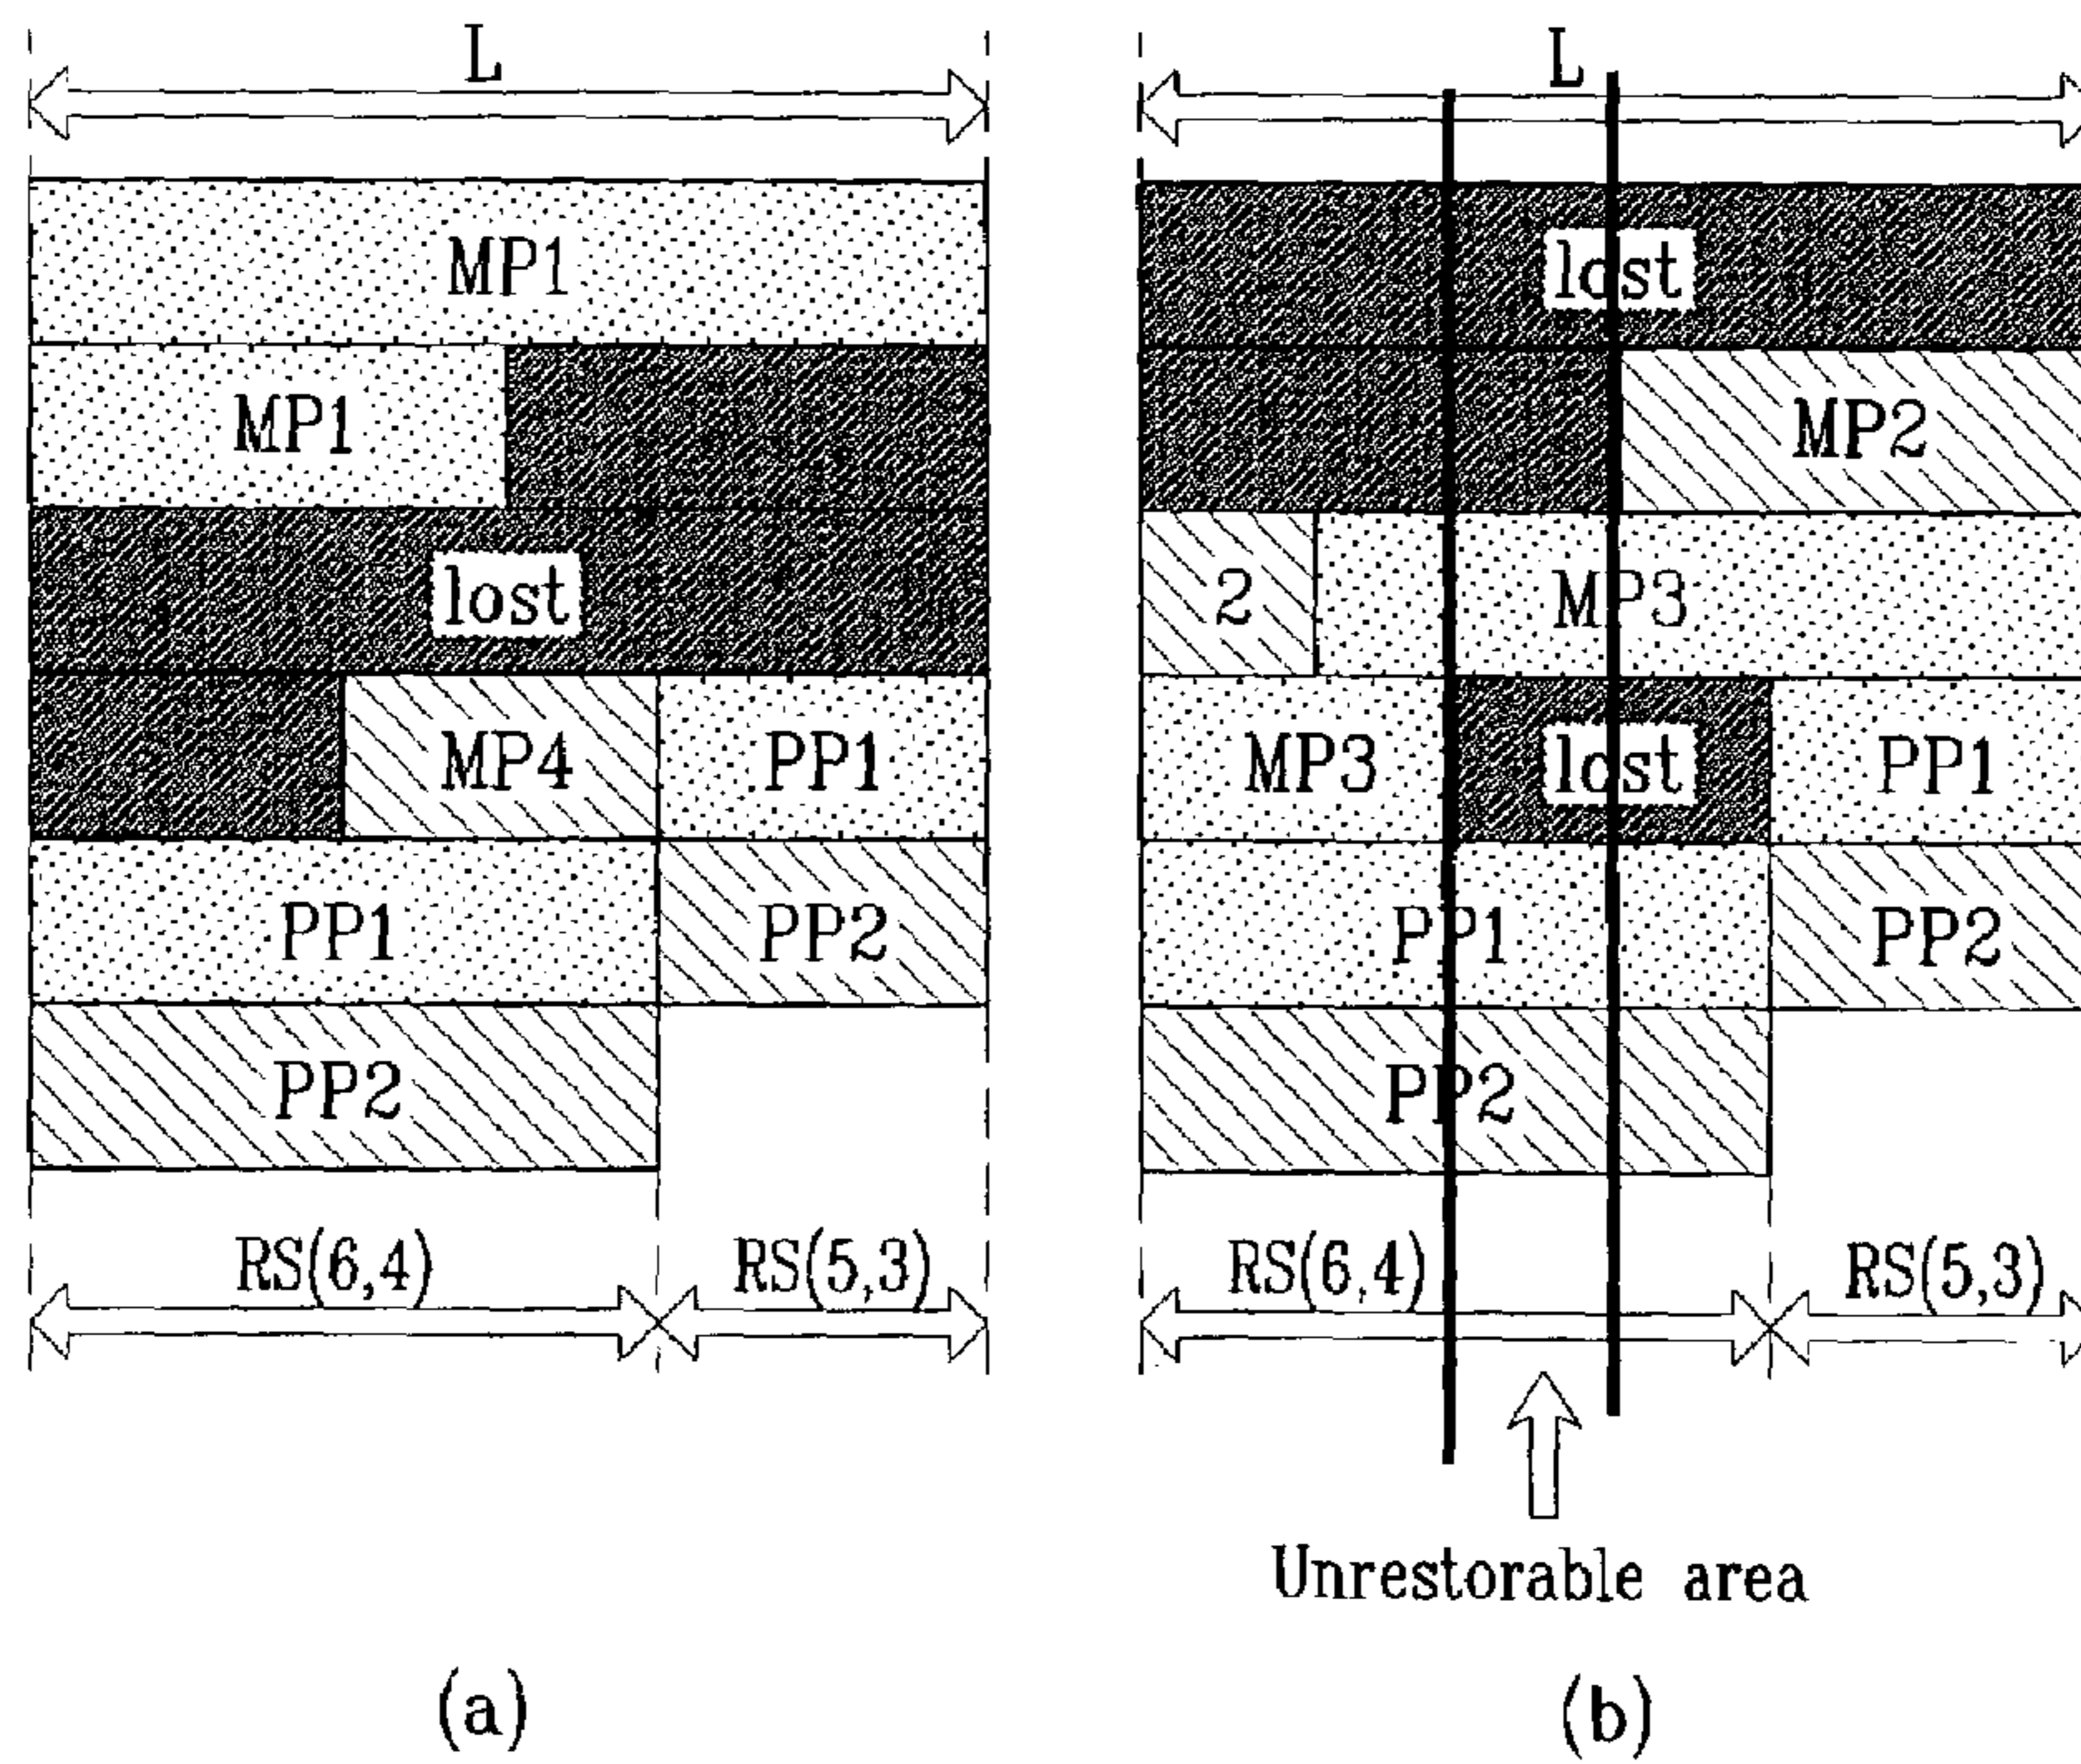 L
MP1
MP1
lost
MP4 PP1
PP1 PP2
PP2
RS(6,4) RS(5,3)
(a)
L
lost
MP2
2 MP3
MP3 lost PP1
PP1 PP2
PP2
RS(6,4) RS(5,3)
Unrestorable area
(b)